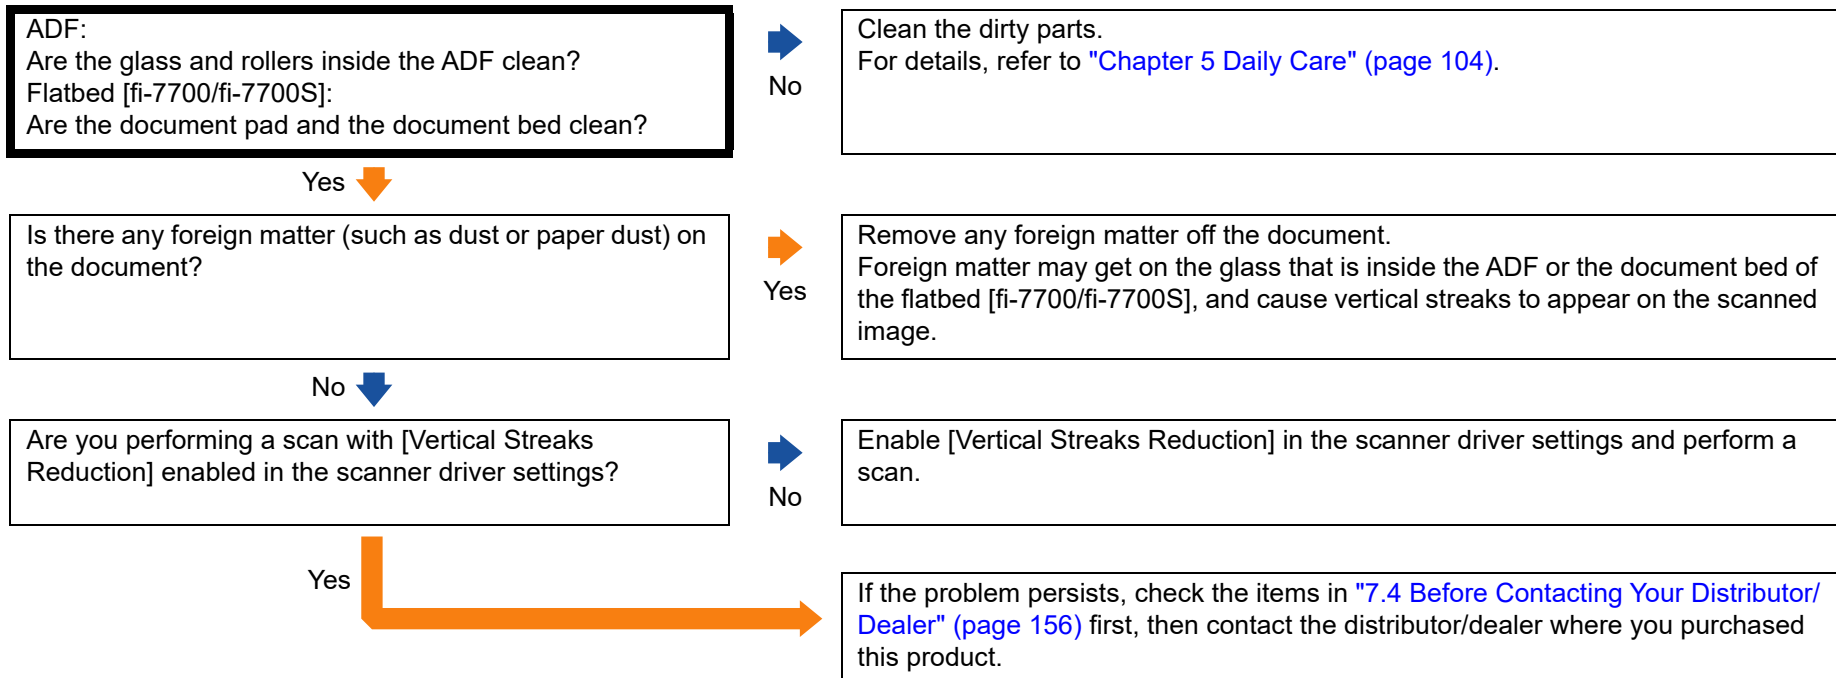 ADF:
Are the glass and rollers inside the ADF clean?
Flatbed [fi-7700/fi-7700S]:
Are the document pad and the document bed clean?
No
Clean the dirty parts.
For details, refer to "Chapter 5 Daily Care" (page 104).
Yes
Is there any foreign matter (such as dust or paper dust) on
the document?
Yes
Remove any foreign matter off the document.
Foreign matter may get on the glass that is inside the ADF or the document bed of
the flatbed [fi-7700/fi-7700S], and cause vertical streaks to appear on the scanned
image.
No
Are you performing a scan with [Vertical Streaks
Reduction] enabled in the scanner driver settings?
No
Enable [Vertical Streaks Reduction] in the scanner driver settings and perform a
scan.
Yes
If the problem persists, check the items in "7.4 Before Contacting Your Distributor/
Dealer" (page 156) first, then contact the distributor/dealer where you purchased
this product.